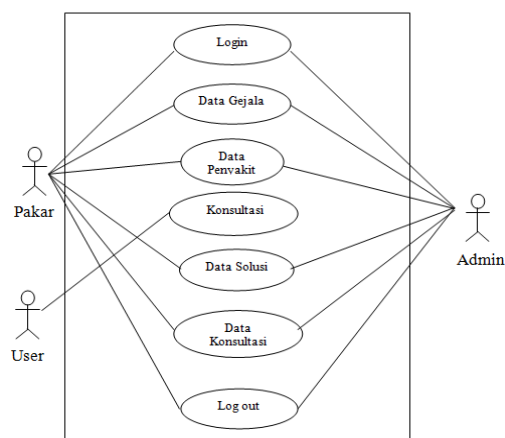 Login
Data Gejala
Data
Penyakit
Pakar
Konsultasi
Admin
Data Solusi
User
Data
Konsultasi
Log out